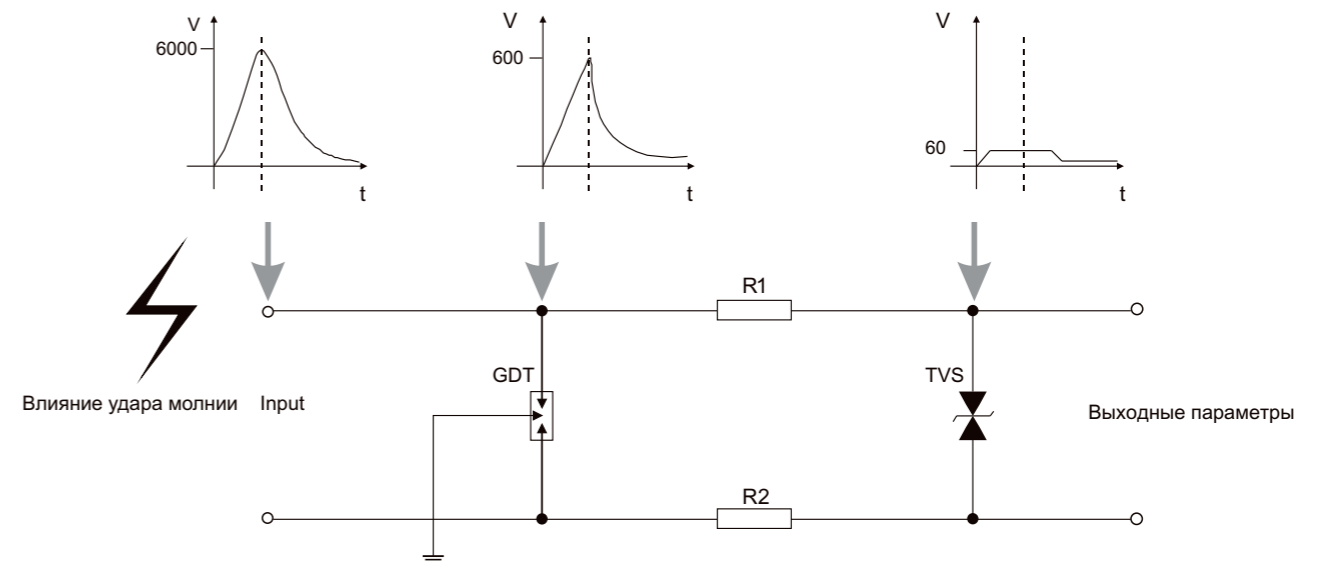 V
6000
t
V
600
t
V
60
t
R1
GDT
TVS
Влияние удара молнии
Input
Выходные параметры
R2